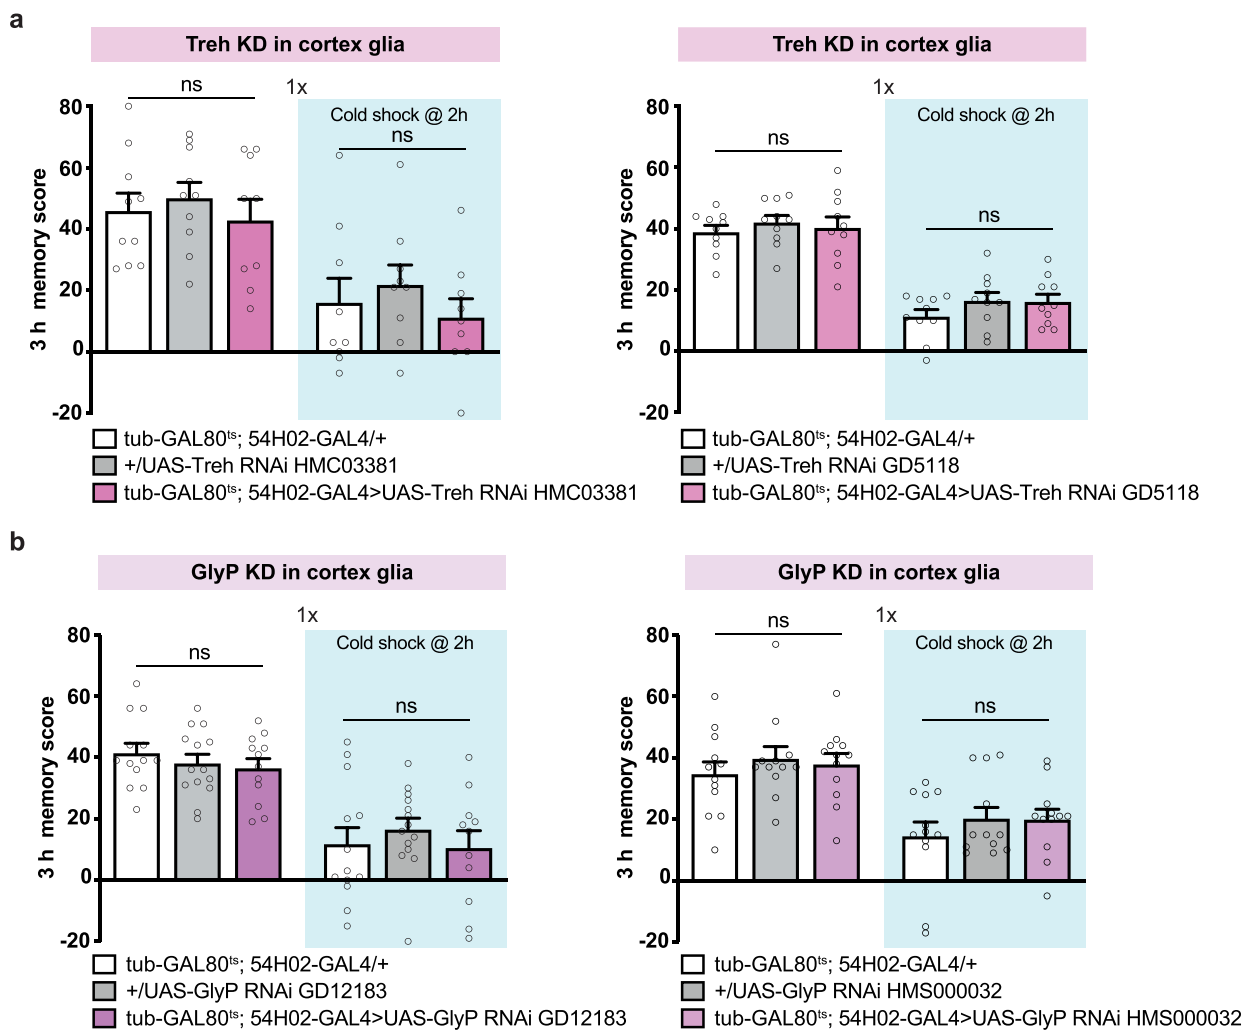 a
Treh KD in cortex glia
ns
1x
Cold shock @ 2h
ns
80
60
40
20
0
-20
3 h memory score
tub-GAL80ts; 54H02-GAL4/+
+/UAS-Treh RNAi HMC03381
tub-GAL80ts; 54H02-GAL4>UAS-Treh RNAi HMC03381
Treh KD in cortex glia
1x
Cold shock @ 2h
ns
ns
80
60
40
20
0
-20
3 h memory score
tub-GAL80ts; 54H02-GAL4/+
+/UAS-Treh RNAi GD5118
tub-GAL80ts; 54H02-GAL4>UAS-Treh RNAi GD5118
b
GlyP KD in cortex glia
1x
Cold shock @ 2h
ns
ns
80
60
40
20
0
-20
3 h memory score
tub-GAL80ts; 54H02-GAL4/+
+/UAS-GlyP RNAi GD12183
tub-GAL80ts; 54H02-GAL4>UAS-GlyP RNAi GD12183
GlyP KD in cortex glia
ns
1x
Cold shock @ 2h
ns
80
60
40
20
0
-20
3 h memory score
tub-GAL80ts; 54H02-GAL4/+
+/UAS-GlyP RNAi HMS000032
tub-GAL80ts; 54H02-GAL4>UAS-GlyP RNAi HMS000032